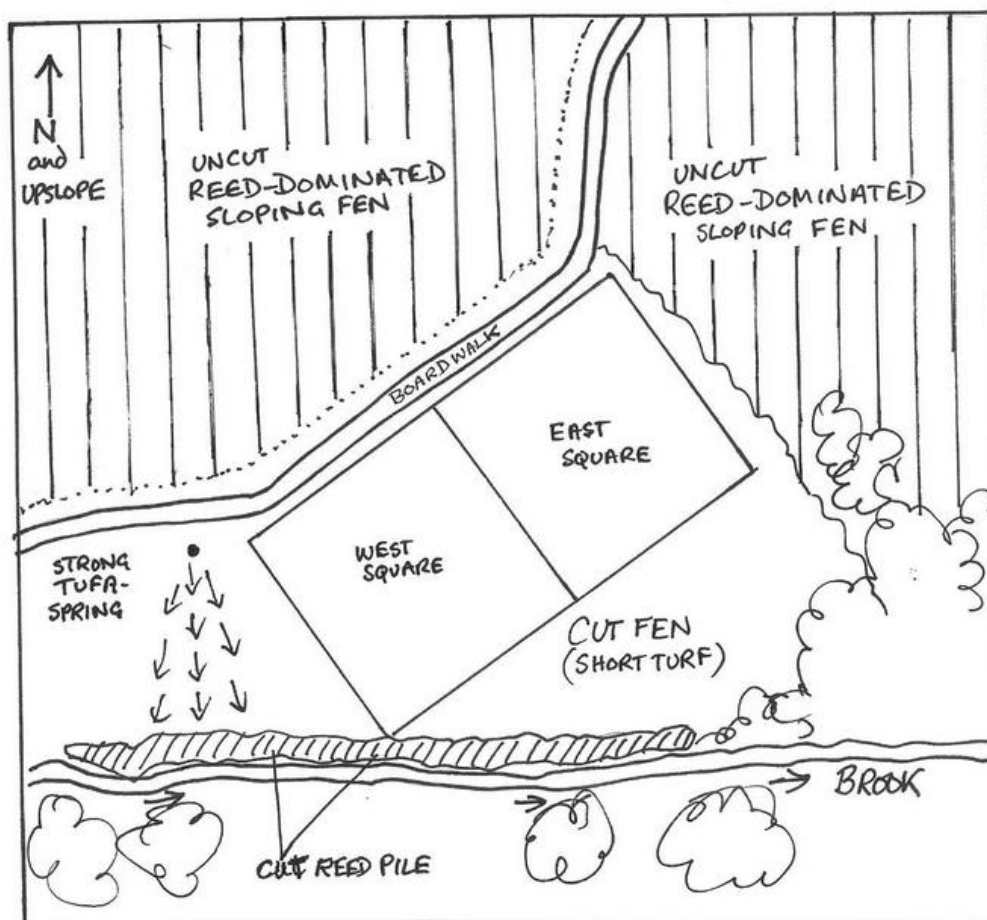 N
and
UPSLOPE
UNCUT
REED-DOMINATED
SLOPING FEN
UNCUT
REED-DOMINATED
SLOPING FEN
BOARDWALK
EAST
SQUARE
WEST
SQUARE
STRONG
TUFA-
SPRING
CUT FEN
(SHORT TURF)
BROOK
CUT REED PILE